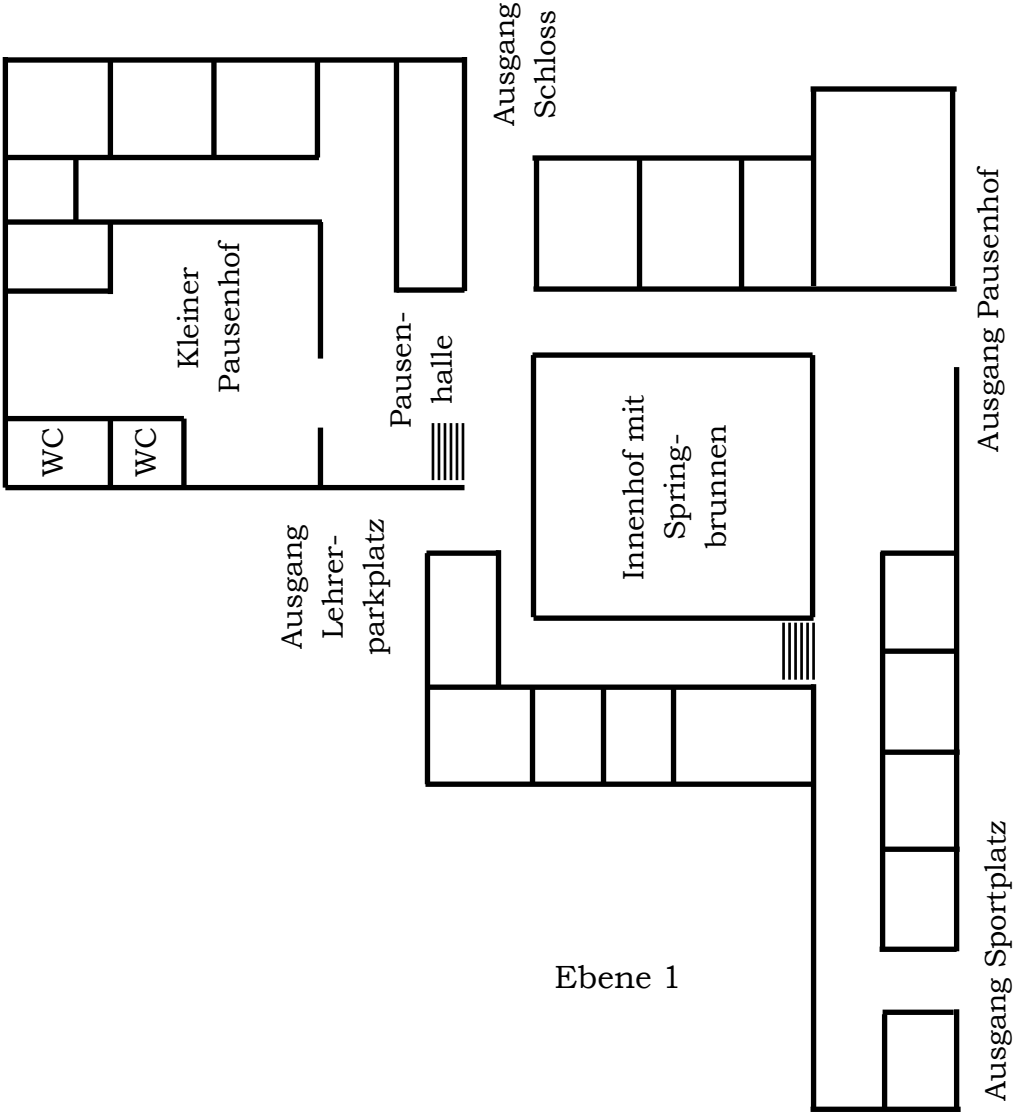 Ausgang
Schloss
Kleiner
Pausenhof
Pausen-
halle
WC
WC
Ausgang Pausenhof
Innenhof mit
Spring-
brunnen
Ausgang
Lehrer-
parkplatz
Ebene 1
Ausgang Sportplatz